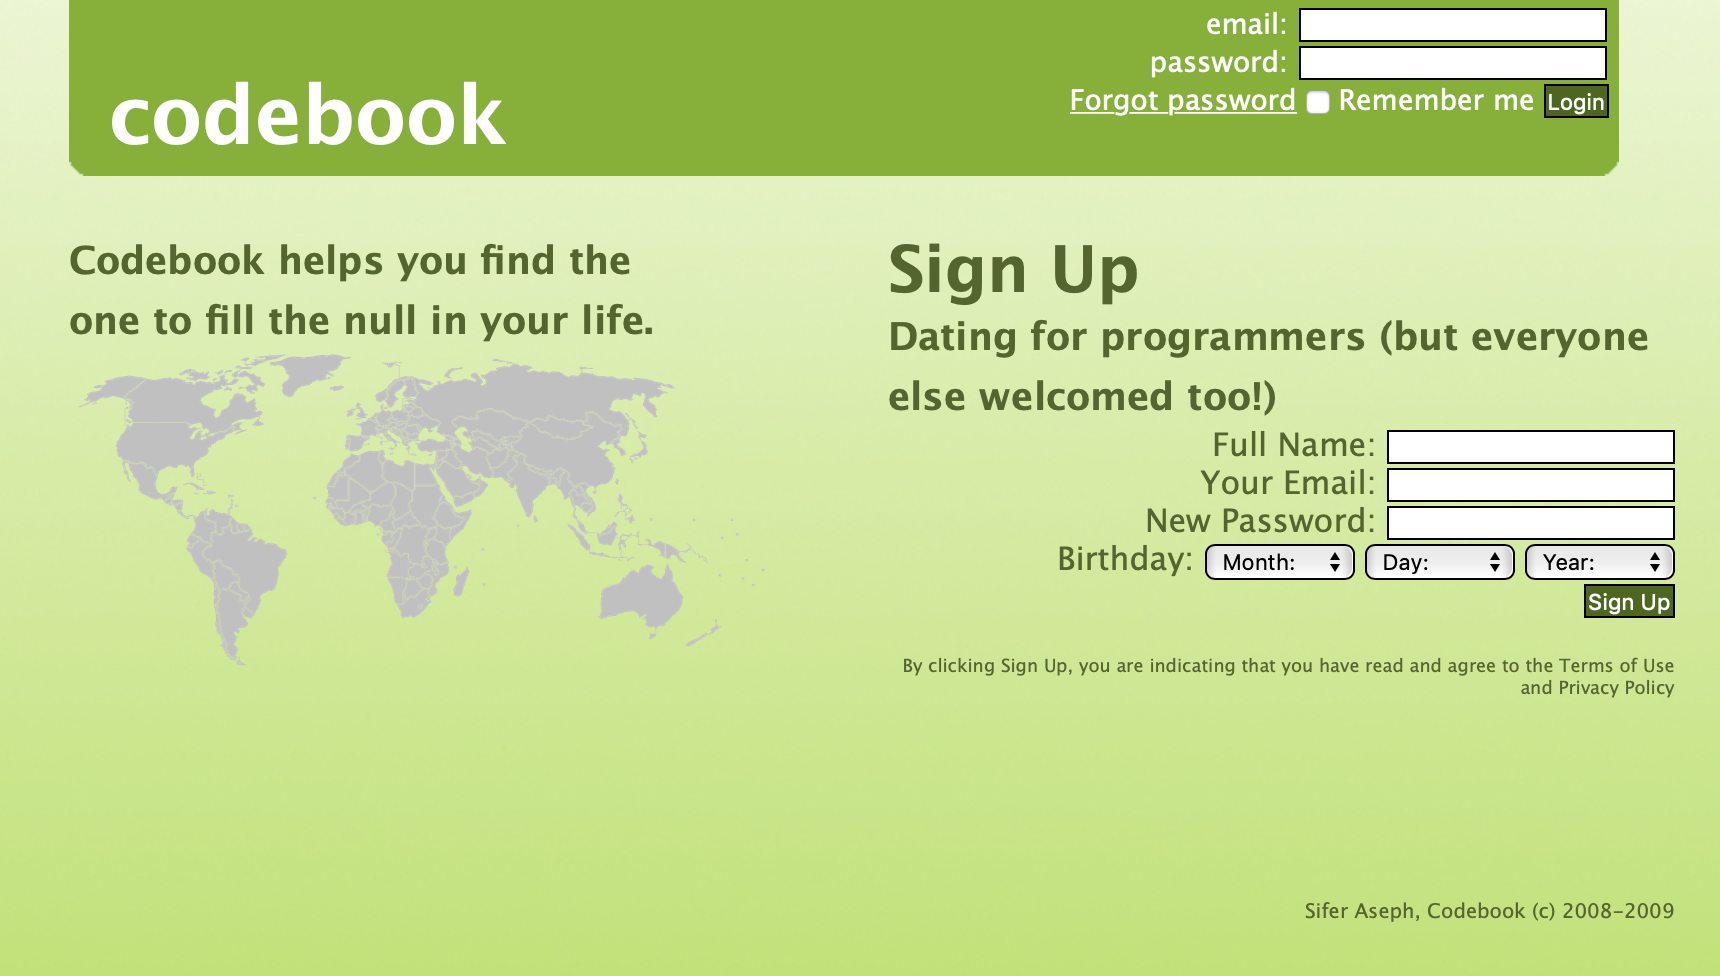 email:
password:
Forgot password Remember me Login
codebook
Codebook helps you find the
one to fill the null in your life.
Sign Up
Dating for programmers (but everyone
else welcomed too!)
Full Name:
Your Email:
New Password:
Birthday: Month: Day: Year:
Sign Up
By clicking Sign Up, you are indicating that you have read and agree to the Terms of Use
and Privacy Policy
Sifer Aseph, Codebook (c) 2008-2009